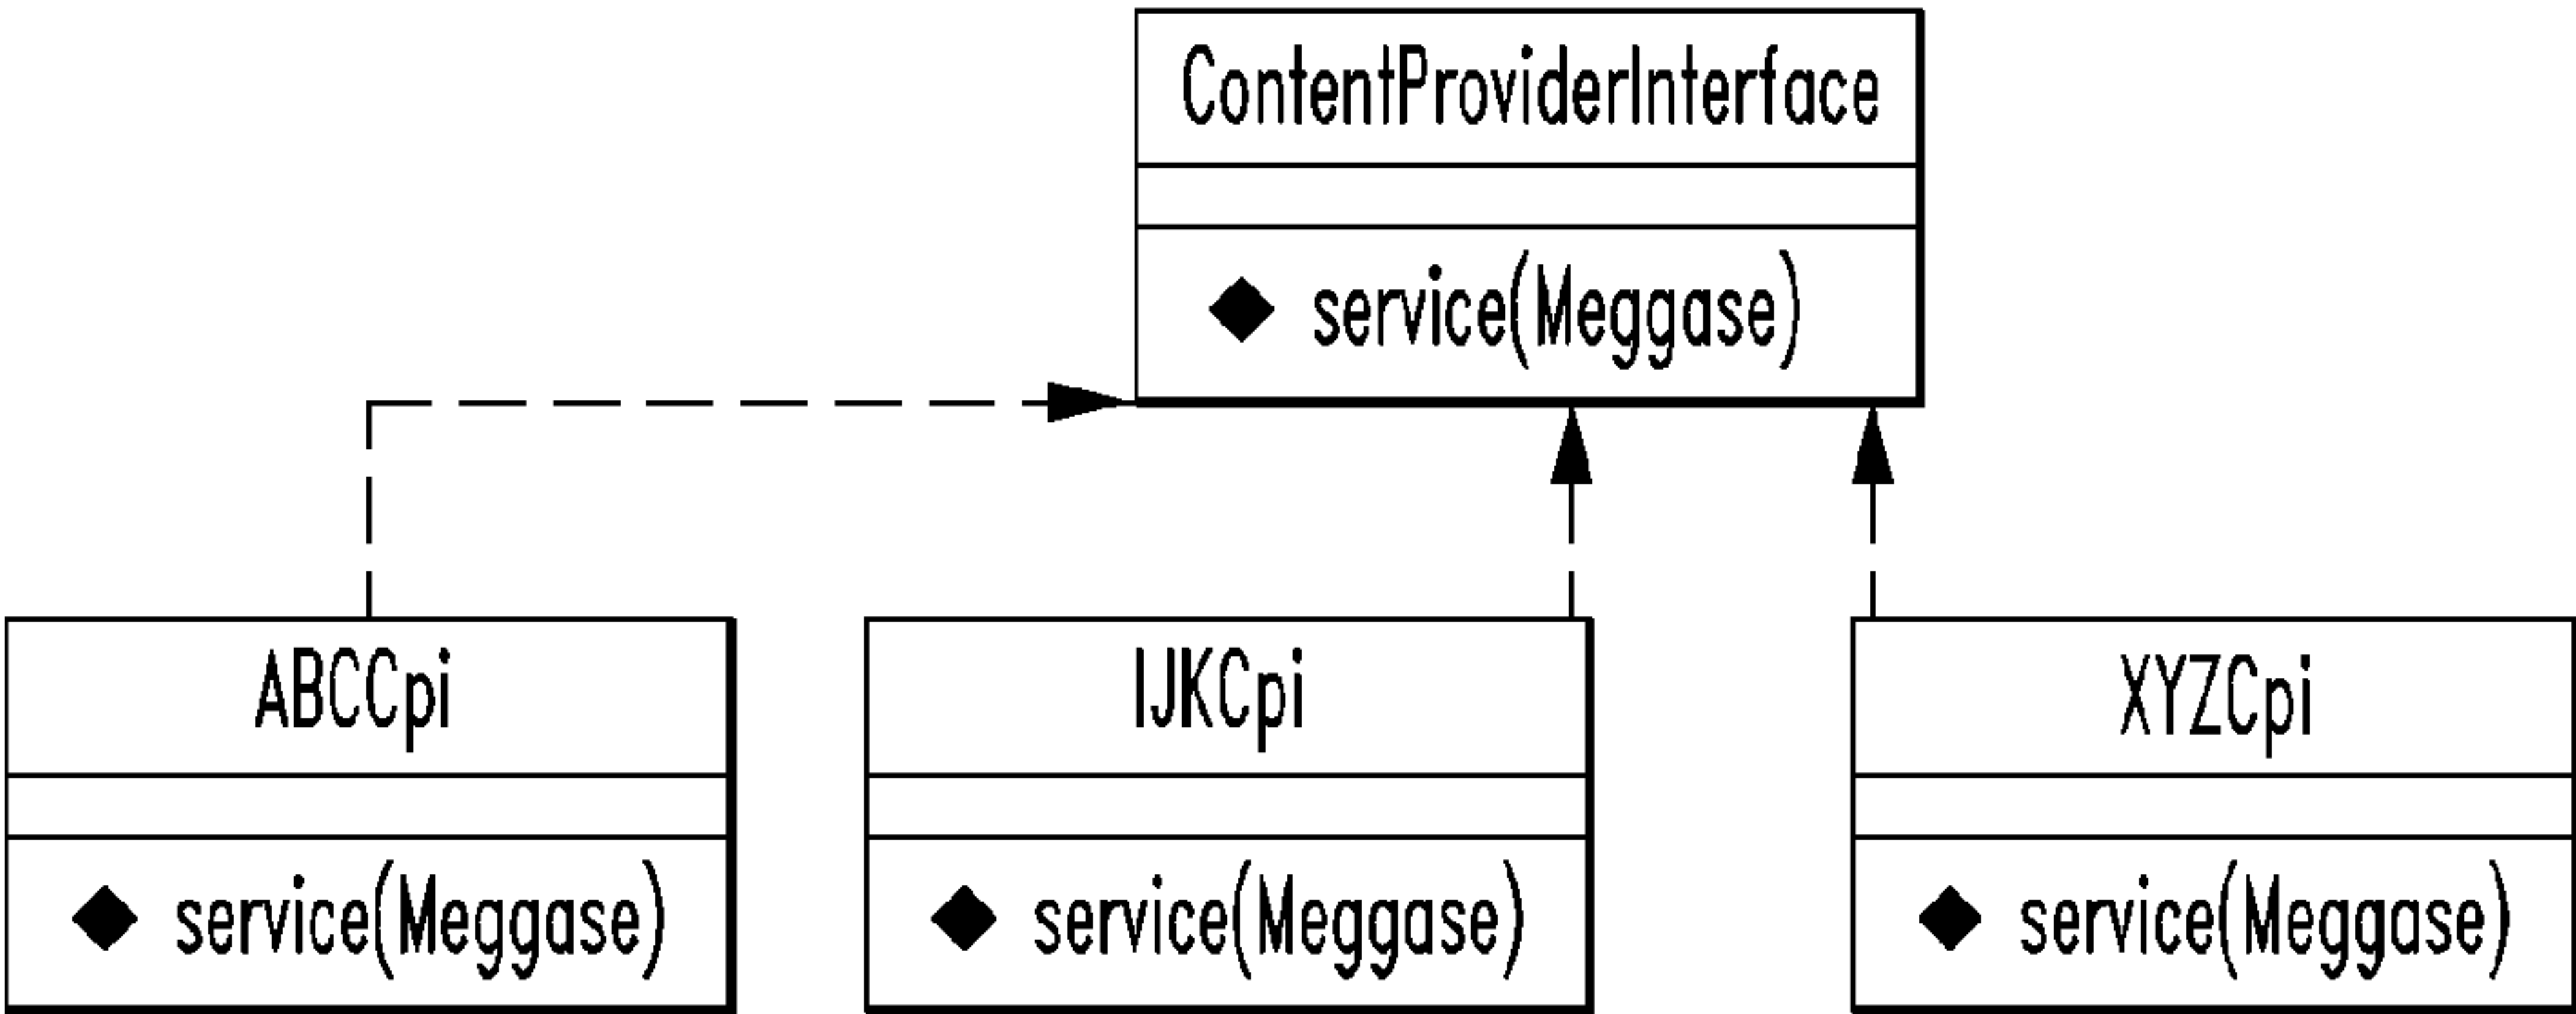 ContentProviderInterface
service(Meggase)
ABCCpi
service(Meggase)
IJKCpi
service(Meggase)
XYZCpi
service(Meggase)